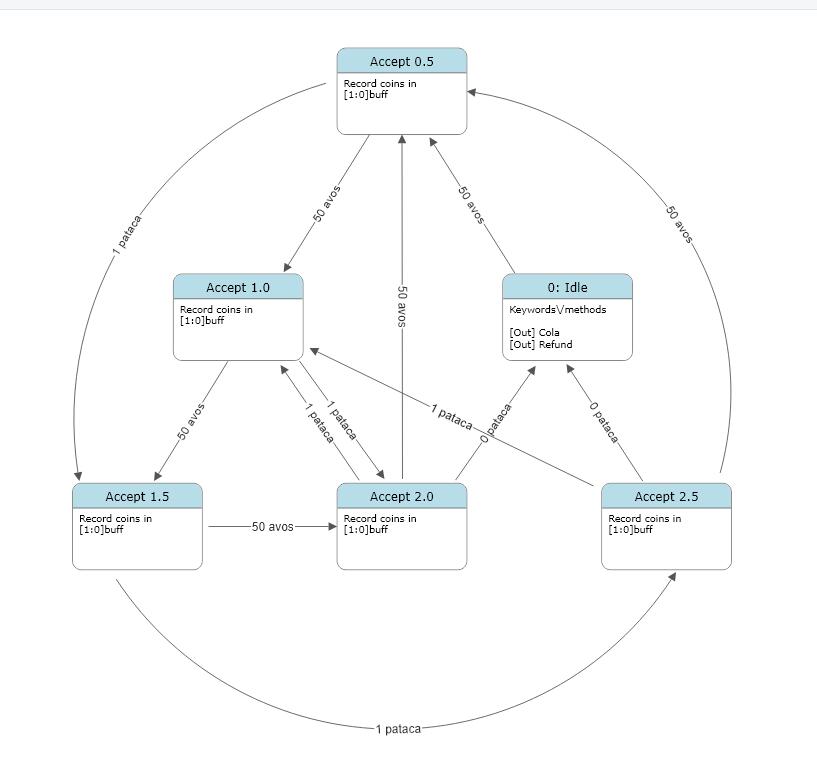 Accept 0.5
Record coins in
[1:0]buff
1 pataca
50 avos
50 avos
50 avos
50 avos
Accept 1.0
Record coins in
[1:0]buff
0: Idle
Keywords\/methods
[Out] Cola
[Out] Refund
50 avos
1 pataca
1 pataca
1 pataca
0 pataca
0 pataca
Accept 1.5
Record coins in
[1:0]buff
50 avos
Accept 2.0
Record coins in
[1:0]buff
Accept 2.5
Record coins in
[1:0]buff
1 pataca